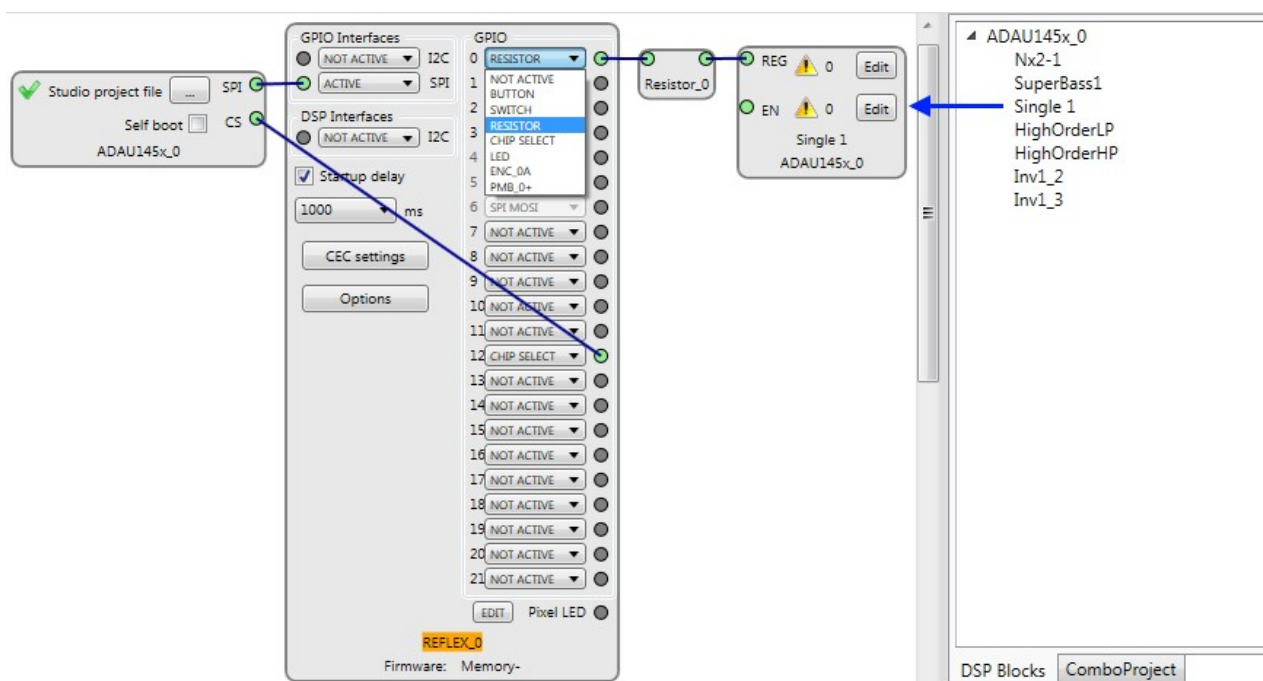 Studio project file ... SPI
Self boot CS
ADAU145x_0
GPIO Interfaces
NOT ACTIVE I2C
ACTIVE SPI
DSP Interfaces
NOT ACTIVE I2C
Startup delay
1000 ms
CEC settings
Options
GPIO
0 RESISTOR
1 NOT ACTIVE
BUTTON
2 SWITCH
3 RESISTOR
CHIP SELECT
4 LED
5 ENC_0A
PMB_0+
6 SPI MOSI
7 NOT ACTIVE
8 NOT ACTIVE
9 NOT ACTIVE
10 NOT ACTIVE
11 NOT ACTIVE
12 CHIP SELECT
13 NOT ACTIVE
14 NOT ACTIVE
15 NOT ACTIVE
16 NOT ACTIVE
17 NOT ACTIVE
18 NOT ACTIVE
19 NOT ACTIVE
20 NOT ACTIVE
21 NOT ACTIVE
EDIT Pixel LED
REFLEX_0
Firmware: Memory-
Resistor_0
REG 0 Edit
EN 0 Edit
Single 1
ADAU145x_0
ADAU145x_0
Nx2-1
SuperBass1
Single 1
HighOrderLP
HighOrderHP
Inv1_2
Inv1_3
DSP Blocks ComboProject